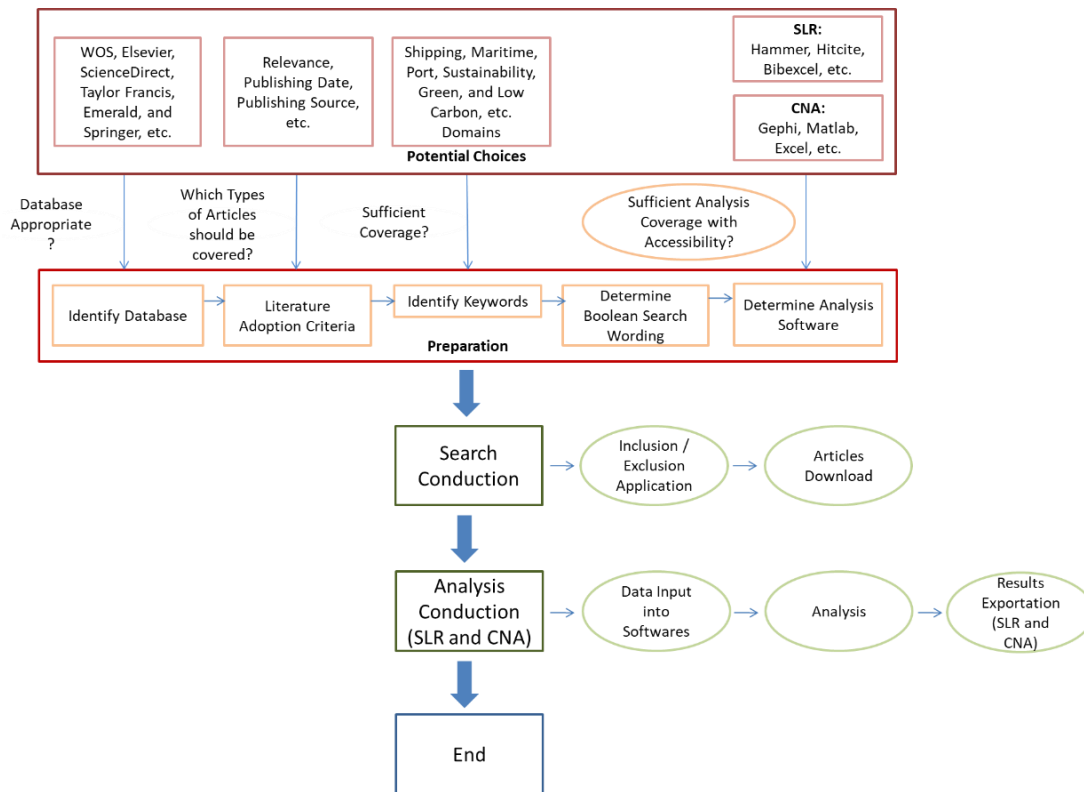 WOS, Elsevier,
ScienceDirect,
Taylor Francis,
Emerald, and
Springer, etc.
Relevance,
Publishing Date,
Publishing Source,
etc.
Shipping, Maritime,
Port, Sustainability,
Green, and Low
Carbon, etc.
Domains
SLR:
Hammer, Hitcite,
Bibexcel, etc.
CNA:
Gephi, Matlab,
Excel, etc.
Potential Choices
Database
Appropriate
?
Which Types
of Articles
should be
covered?
Sufficient
Coverage?
Sufficient Analysis
Coverage with
Accessibility?
Identify Database
Literature
Adoption Criteria
Identify Keywords
Determine
Boolean Search
Wording
Determine Analysis
Software
Preparation
Search
Conduction
Inclusion /
Exclusion
Application
Articles
Download
Analysis
Conduction
(SLR and CNA)
Data Input
into
Softwares
Analysis
Results
Exportation
(SLR and
CNA)
End